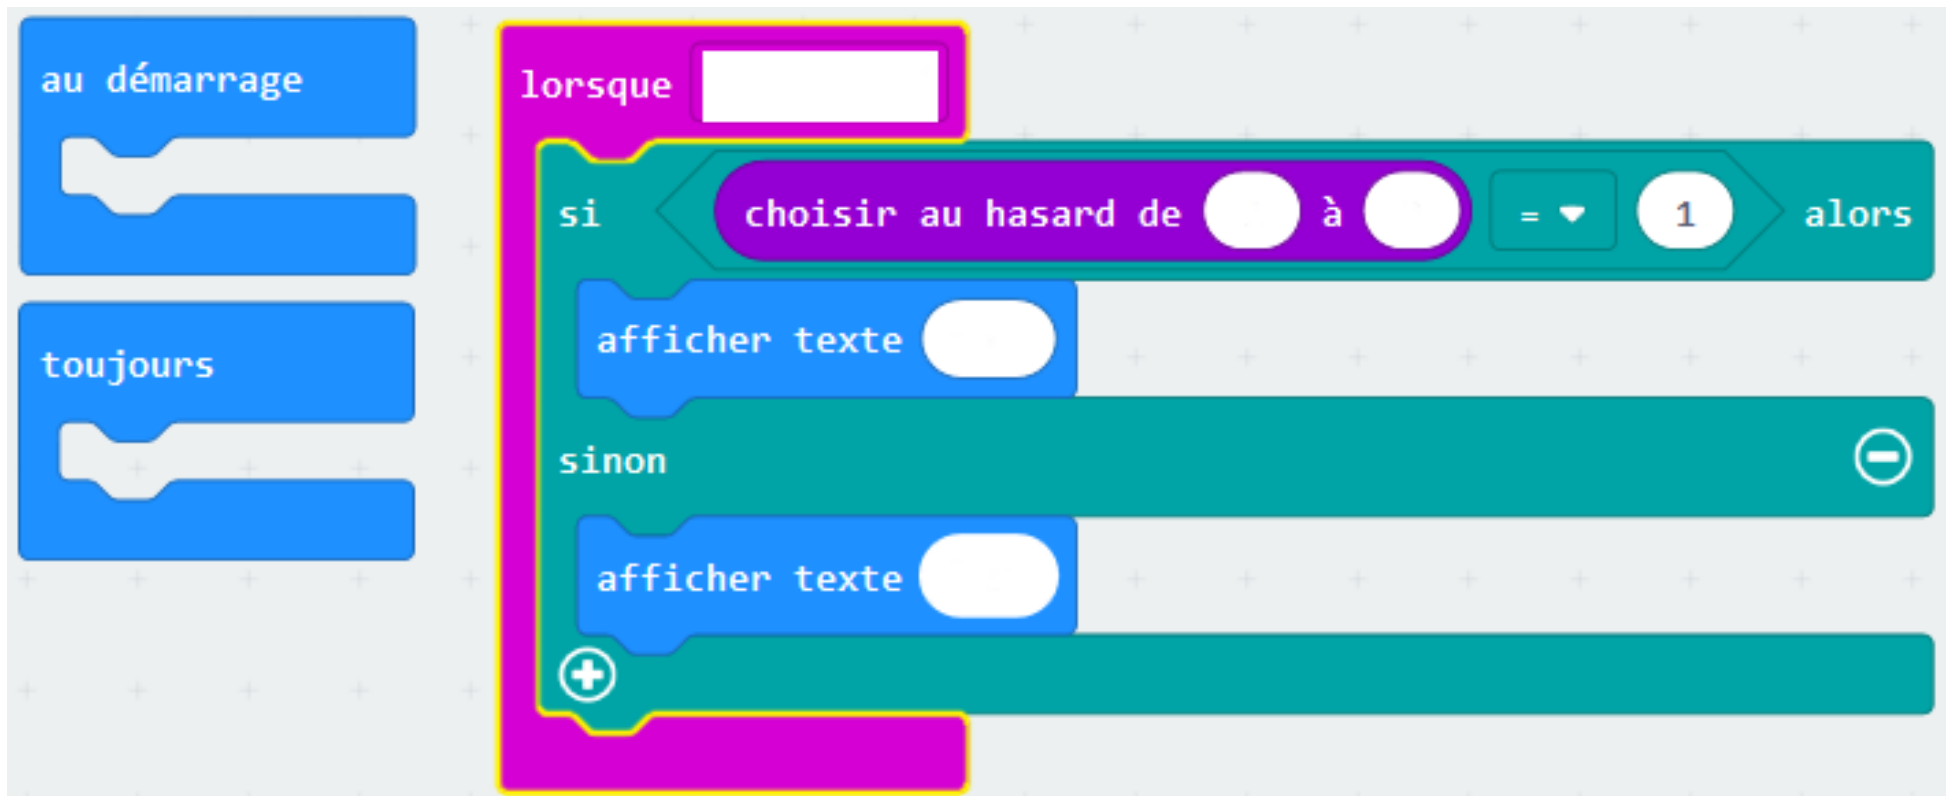 au démarrage
toujours
lorsque
si choisir au hasard de à = 1 alors
afficher texte
sinon
afficher texte